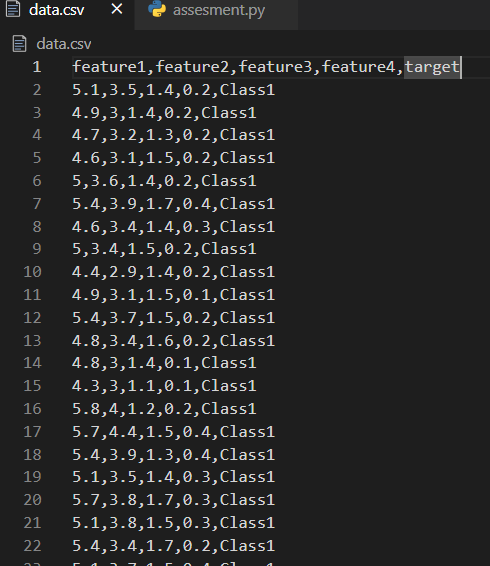 data.csv × assesment.py
data.csv
1 feature1,feature2,feature3,feature4,target
2 5.1,3.5,1.4,0.2,Class1
3 4.9,3,1.4,0.2,Class1
4 4.7,3.2,1.3,0.2,Class1
5 4.6,3.1,1.5,0.2,Class1
6 5,3.6,1.4,0.2,Class1
7 5.4,3.9,1.7,0.4,Class1
8 4.6,3.4,1.4,0.3,Class1
9 5,3.4,1.5,0.2,Class1
10 4.4,2.9,1.4,0.2,Class1
11 4.9,3.1,1.5,0.1,Class1
12 5.4,3.7,1.5,0.2,Class1
13 4.8,3.4,1.6,0.2,Class1
14 4.8,3,1.4,0.1,Class1
15 4.3,3,1.1,0.1,Class1
16 5.8,4,1.2,0.2,Class1
17 5.7,4.4,1.5,0.4,Class1
18 5.4,3.9,1.3,0.4,Class1
19 5.1,3.5,1.4,0.3,Class1
20 5.7,3.8,1.7,0.3,Class1
21 5.1,3.8,1.5,0.3,Class1
22 5.4,3.4,1.7,0.2,Class1